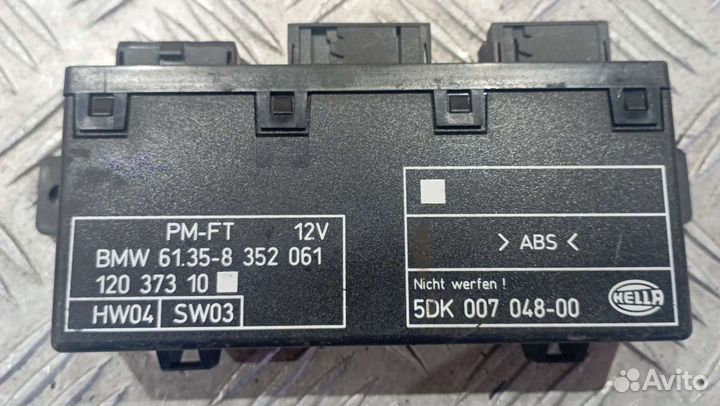 PM-FT 12V
BMW 61.35-8 352 061
120 373 10
HW04 SW03
> ABS <
Nicht werfen !
5DK 007 048-00
HELLA
Avito